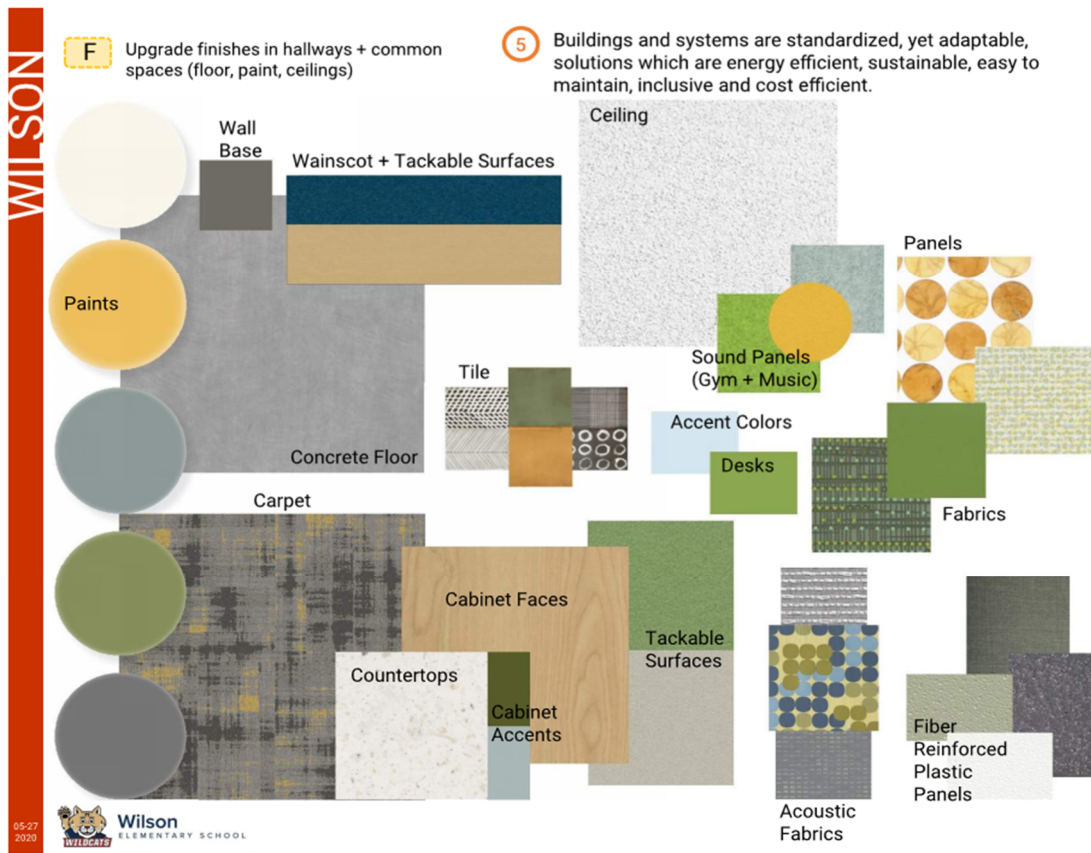 WILSON
F
Upgrade finishes in hallways + common
spaces (floor, paint, ceilings)
5
Buildings and systems are standardized, yet adaptable,
solutions which are energy efficient, sustainable, easy to
maintain, inclusive and cost efficient.
Wall
Base
Wainscot + Tackable Surfaces
Ceiling
Paints
Panels
Sound Panels
(Gym + Music)
Tile
Accent Colors
Concrete Floor
Desks
Carpet
Fabrics
Cabinet Faces
Tackable
Surfaces
Countertops
Cabinet
Accents
Fiber
Reinforced
Plastic
Panels
Acoustic
Fabrics
05-27
2020
WILDCATS
Wilson
ELEMENTARY SCHOOL